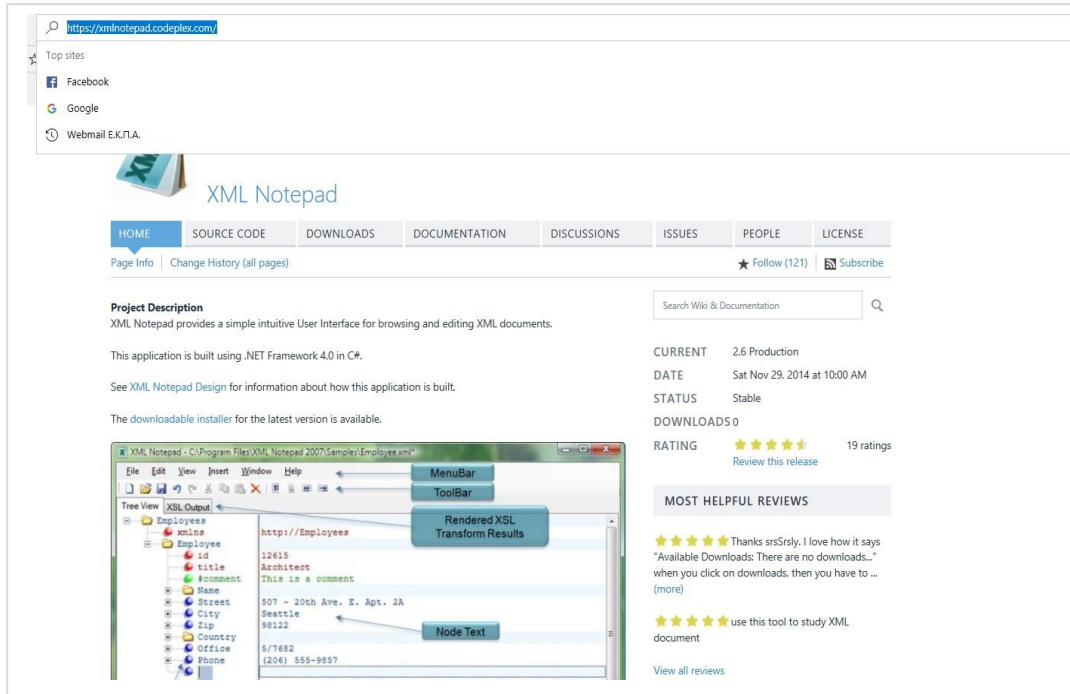 https://xmlnotepad.codeplex.com/
Top sites
Facebook
Google
Webmail Ε.Κ.Π.Α.
XML
XML Notepad
HOME SOURCE CODE DOWNLOADS DOCUMENTATION DISCUSSIONS ISSUES PEOPLE LICENSE
Page Info Change History (all pages) Follow (121) Subscribe
Project Description
XML Notepad provides a simple intuitive User Interface for browsing and editing XML documents.
This application is built using .NET Framework 4.0 in C#.
See XML Notepad Design for information about how this application is built.
The downloadable installer for the latest version is available.
XML Notepad - C:\Program Files\XML Notepad 2007\Samples\Employee.xml*
File Edit View Insert Window Help
MenuBar
ToolBar
Tree View XSL Output
Rendered XSL
Transform Results
Employees
xmlns http://Employees
Employee
id 12615
title Architect
#comment This is a comment
Name
Street 507 - 20th Ave. E. Apt. 2A
City Seattle
Zip 98122
Node Text
Country
Office 5/7682
Phone (206) 555-9857
Search Wiki & Documentation
CURRENT 2.6 Production
DATE Sat Nov 29, 2014 at 10:00 AM
STATUS Stable
DOWNLOADS 0
RATING 19 ratings
Review this release
MOST HELPFUL REVIEWS
Thanks srsSrsly. I love how it says
"Available Downloads: There are no downloads..."
when you click on downloads, then you have to ...
(more)
use this tool to study XML
document
View all reviews